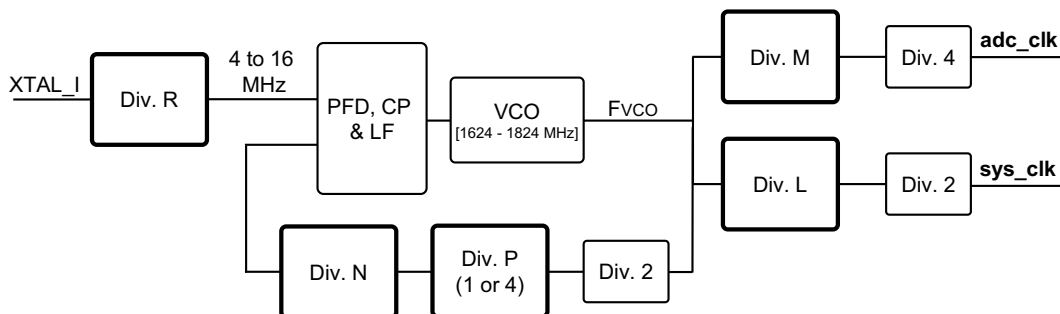 XTAL_I
Div. R
4 to 16
MHz
PFD, CP
& LF
VCO
[1624 - 1824 MHz]
FVCO
Div. M
Div. 4
adc_clk
Div. L
Div. 2
sys_clk
Div. N
Div. P
(1 or 4)
Div. 2